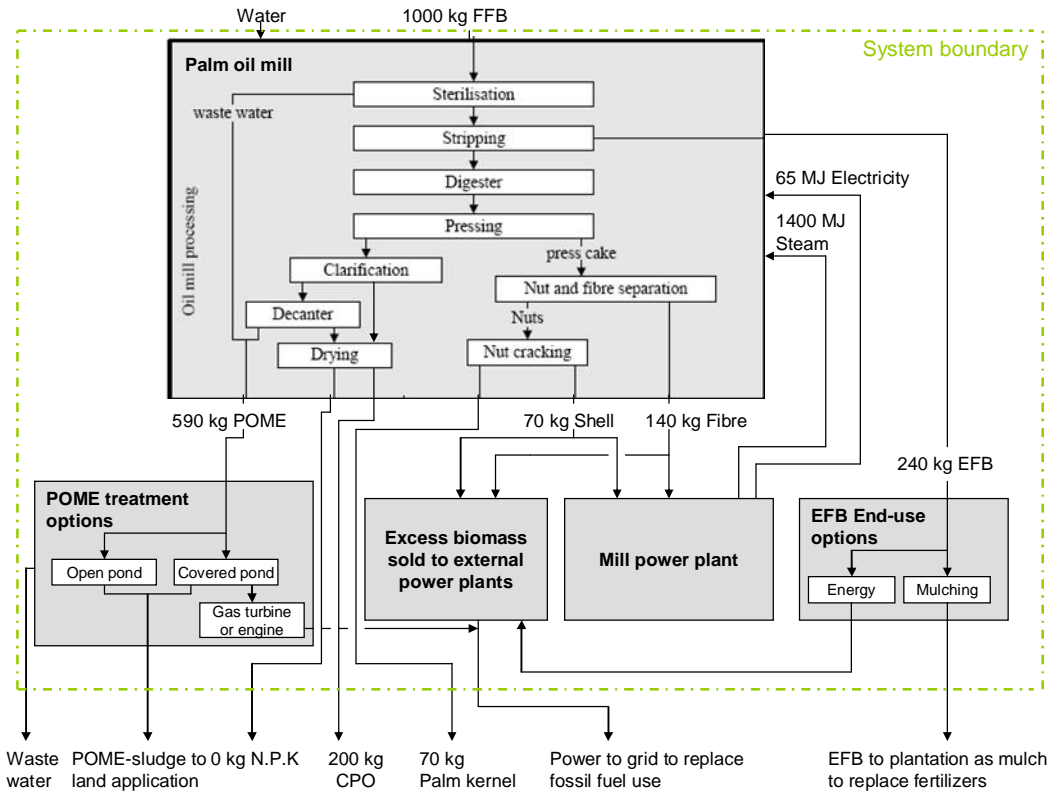 Water
1000 kg FFB
System boundary
Palm oil mill
Sterilisation
waste water
Stripping
Digester
65 MJ Electricity
Pressing
1400 MJ
Steam
press cake
Oil mill processing
Clarification
Nut and fibre separation
Decanter
Nuts
Drying
Nut cracking
590 kg POME
70 kg Shell
140 kg Fibre
240 kg EFB
POME treatment
options
Open pond
Covered pond
Gas turbine
or engine
Excess biomass
sold to external
power plants
Mill power plant
EFB End-use
options
Energy
Mulching
Waste
water
POME-sludge to
land application
0 kg N.P.K
200 kg
CPO
70 kg
Palm kernel
Power to grid to replace
fossil fuel use
EFB to plantation as mulch
to replace fertilizers